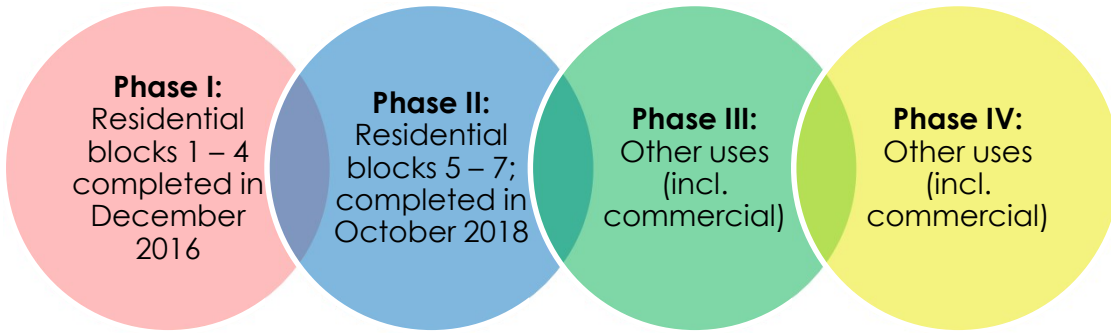 Phase I:
Residential
blocks 1 – 4
completed in
December
2016
Phase II:
Residential
blocks 5 – 7;
completed in
October 2018
Phase III:
Other uses
(incl.
commercial)
Phase IV:
Other uses
(incl.
commercial)